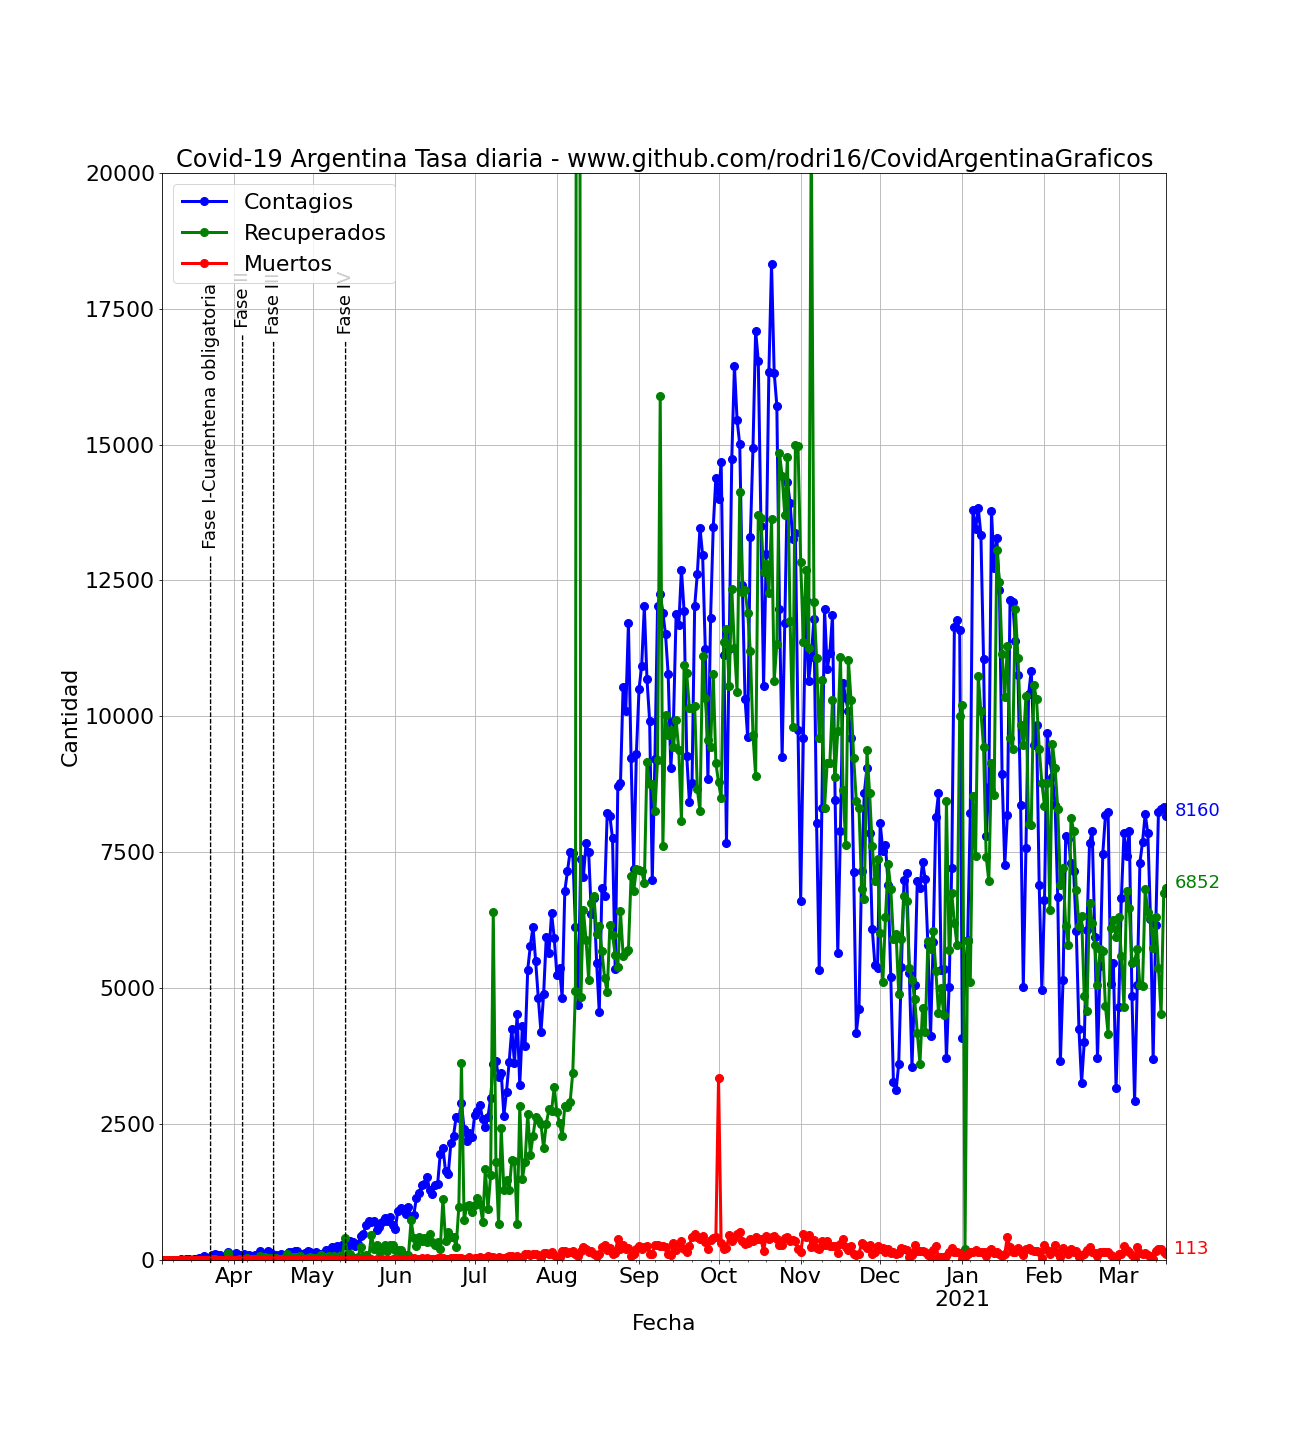 Covid-19 Argentina Tasa diaria - www.github.com/rodri16/CovidArgentinaGraficos
Contagios
Recuperados
Muertos
Fase I-Cuarentena obligatoria
Fase II
Fase III
Fase IV
20000
17500
15000
12500
10000
7500
5000
2500
0
Cantidad
8160
6852
113
Apr May Jun Jul Aug Sep Oct Nov Dec Jan Feb Mar
2021
Fecha